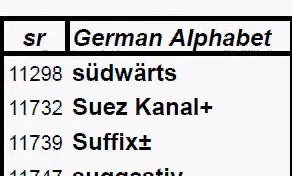 sr German Alphabet
11298 südwärts
11732 Suez Kanal+
11739 Suffix±
11747 suggestiv